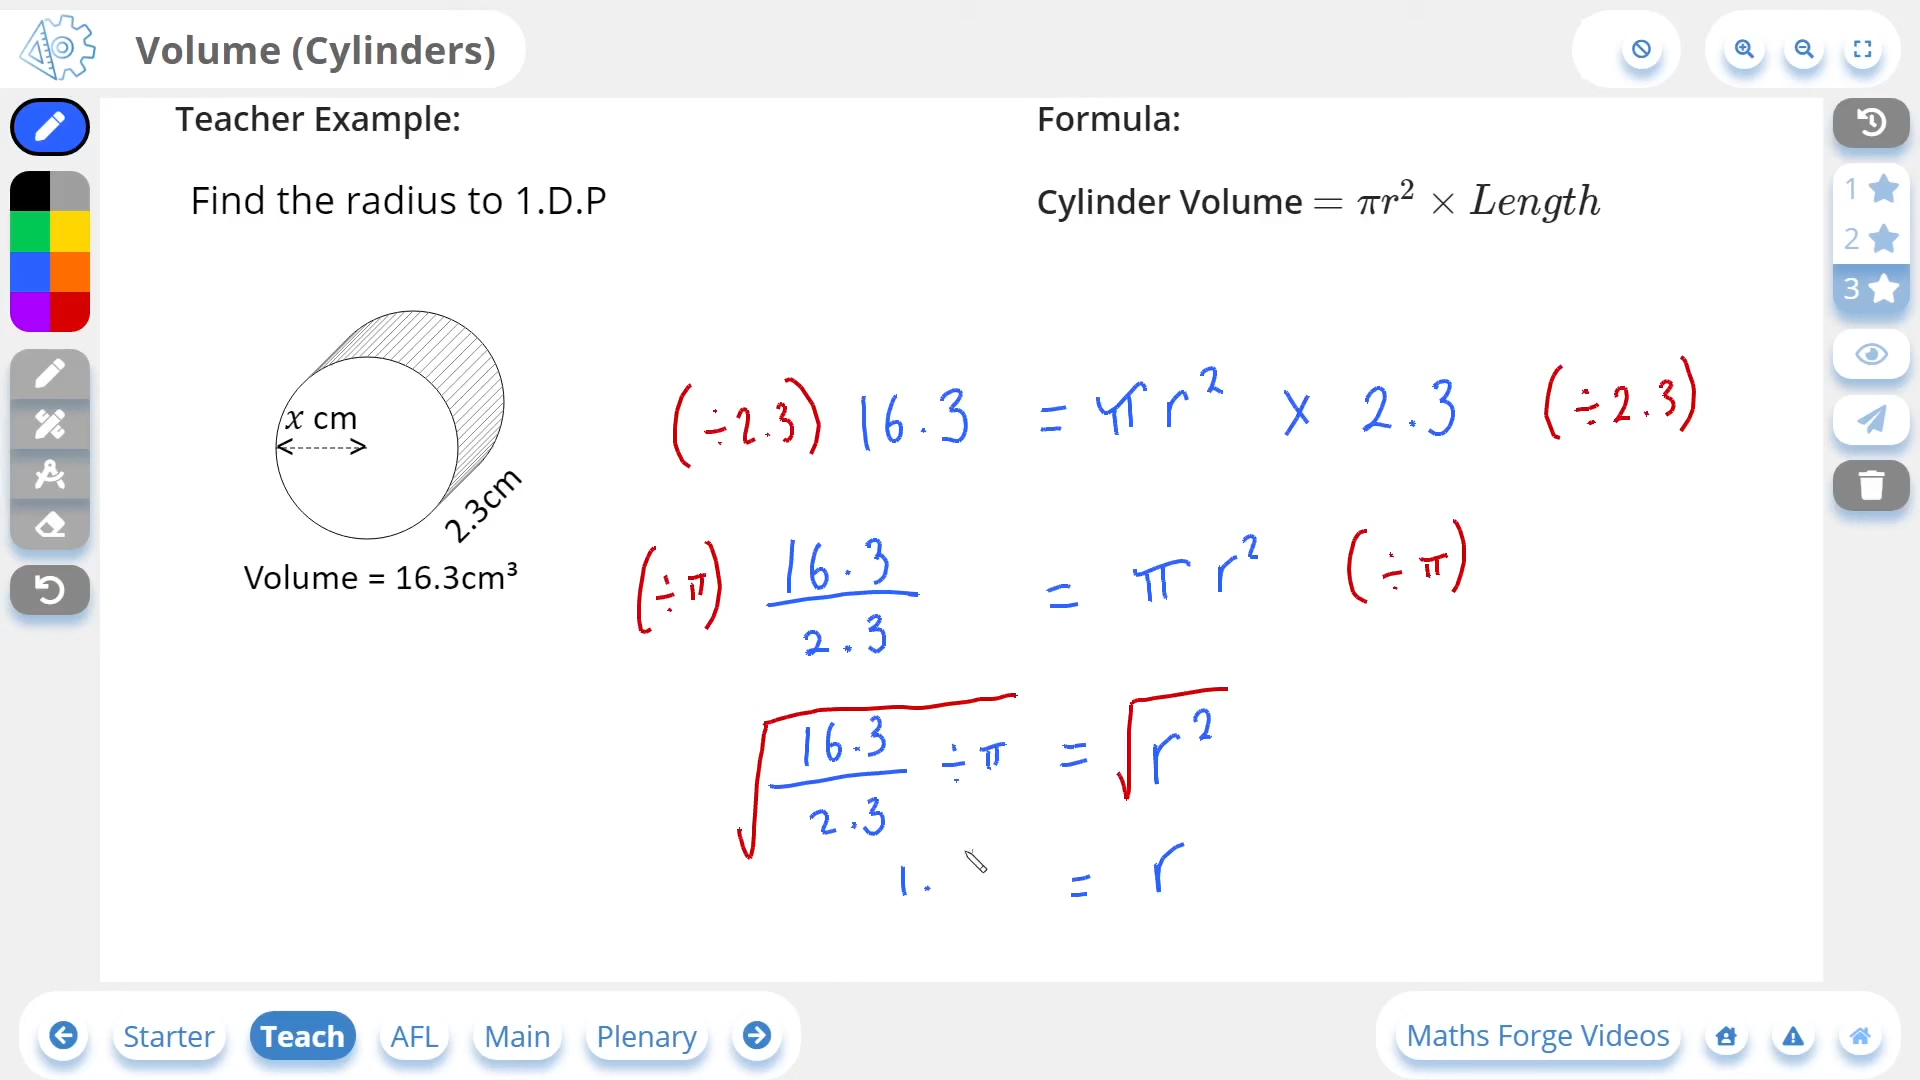 Volume (Cylinders)
Teacher Example:
Formula:
Find the radius to 1.D.P
Cylinder Volume = πr² × Length
1
2
3
x cm
2.3cm
Volume = 16.3cm³
(÷2.3) 16.3 = πr² × 2.3 (÷2.3)
(÷π) 16.3/2.3 = πr² (÷π)
√(16.3/2.3 ÷ π) = √r²
1. = r
Starter Teach AFL Main Plenary
Maths Forge Videos